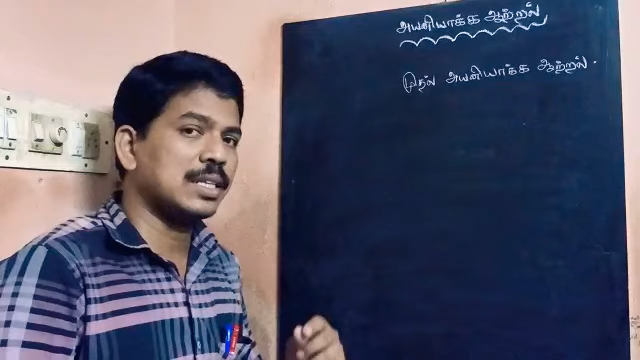 அயனியாக்க ஆற்றல்
முதல் அயனியாக்க ஆற்றல்.